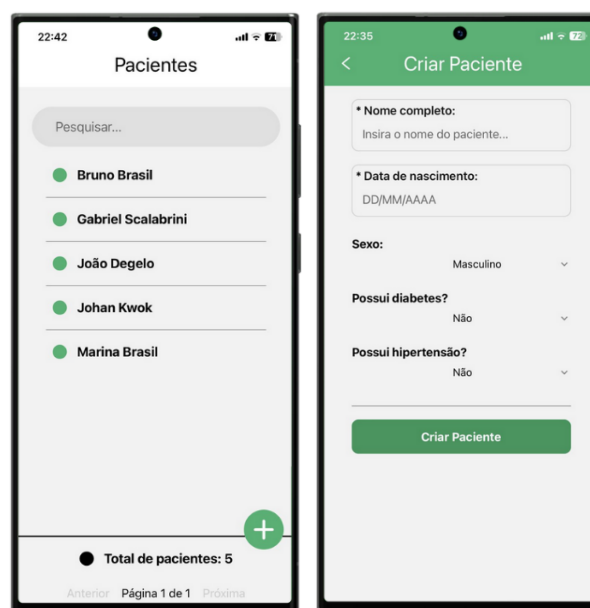 22:42
71
Pacientes
Pesquisar...
Bruno Brasil
Gabriel Scalabrini
João Degelo
Johan Kwok
Marina Brasil
+
Total de pacientes: 5
Anterior Página 1 de 1 Próxima
22:35
72
Criar Paciente
* Nome completo:
Insira o nome do paciente...
* Data de nascimento:
DD/MM/AAAA
Sexo:
Masculino
Possui diabetes?
Não
Possui hipertensão?
Não
Criar Paciente